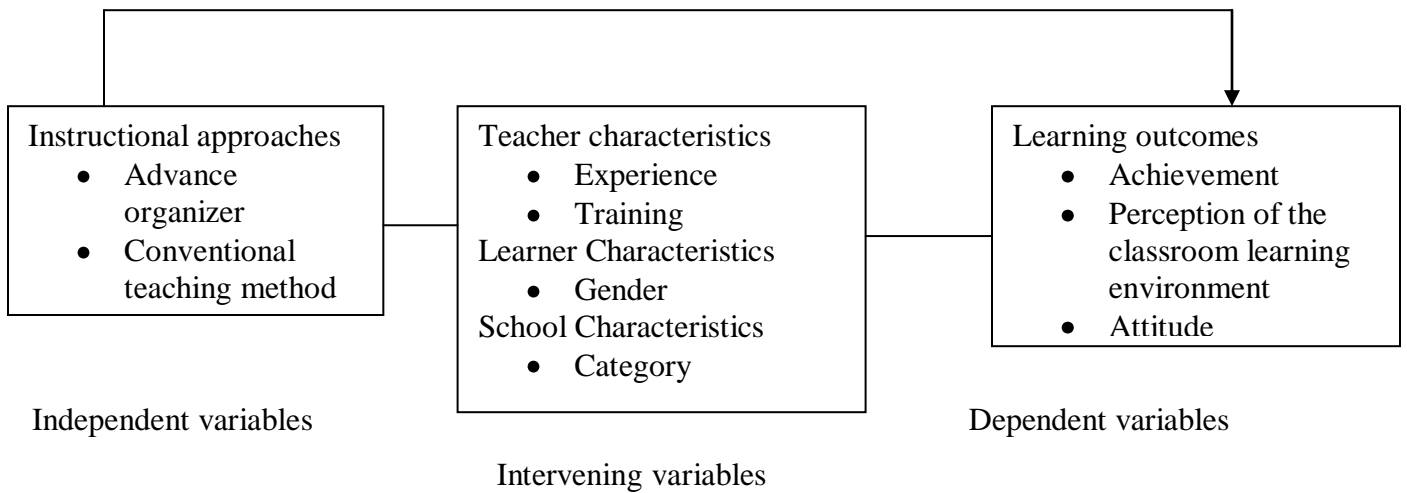 Instructional approaches
● Advance
organizer
● Conventional
teaching method
Teacher characteristics
● Experience
● Training
Learner Characteristics
● Gender
School Characteristics
● Category
Learning outcomes
● Achievement
● Perception of the
classroom learning
environment
● Attitude
Independent variables
Dependent variables
Intervening variables